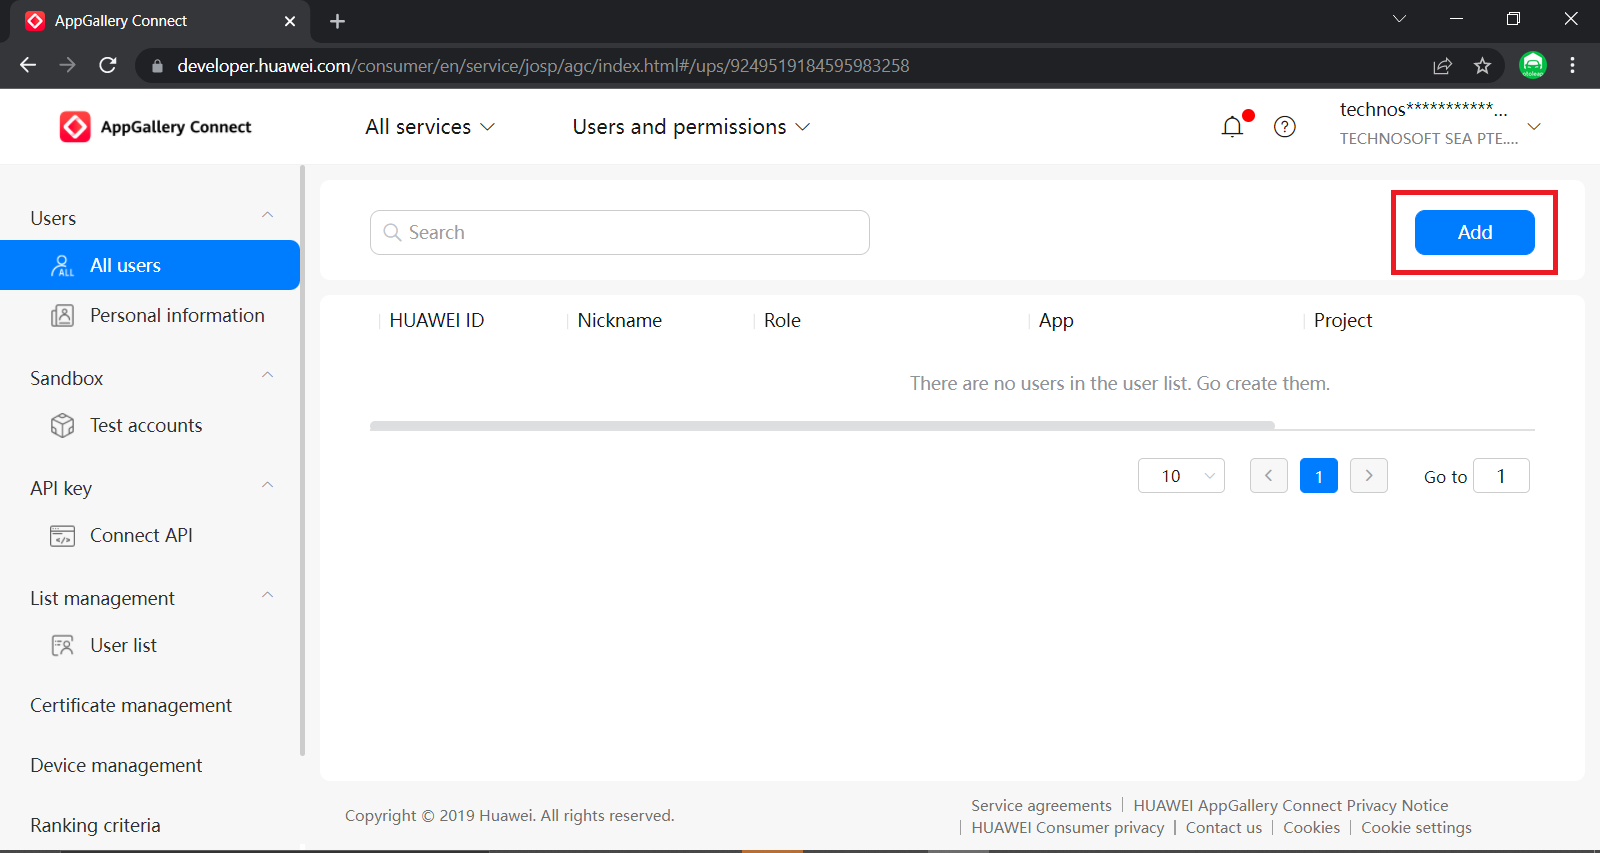 AppGallery Connect
developer.huawei.com/consumer/en/service/josp/agc/index.html#/ups/9249519184595983258
AppGallery Connect
All services
Users and permissions
technos***********...
TECHNOSOFT SEA PTE....
Users
ALL
All users
Personal information
Sandbox
Test accounts
API key
Connect API
List management
User list
Certificate management
Device management
Ranking criteria
Search
Add
HUAWEI ID
Nickname
Role
App
Project
There are no users in the user list. Go create them.
10
1
Go to
1
Copyright © 2019 Huawei. All rights reserved.
Service agreements | HUAWEI AppGallery Connect Privacy Notice
| HUAWEI Consumer privacy | Contact us | Cookies | Cookie settings